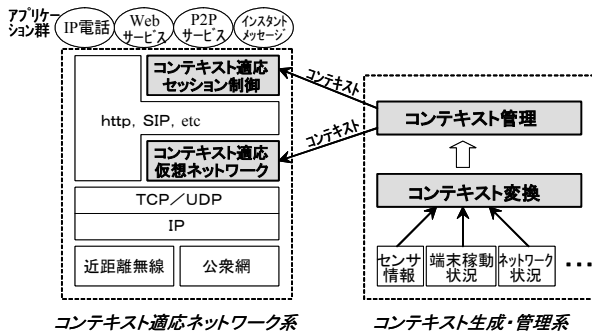 アプリケー
ション群
IP電話
Web
サービス
P2P
サービス
インスタント
メッセージ
コンテキスト適応
セッション制御
http, SIP, etc
コンテキスト適応
仮想ネットワーク
TCP/UDP
IP
近距離無線
公衆網
コンテキスト適応ネットワーク系
コンテキスト
コンテキスト
コンテキスト管理
コンテキスト変換
センサ
情報
端末稼動
状況
ネットワーク
状況
･･･
コンテキスト生成・管理系